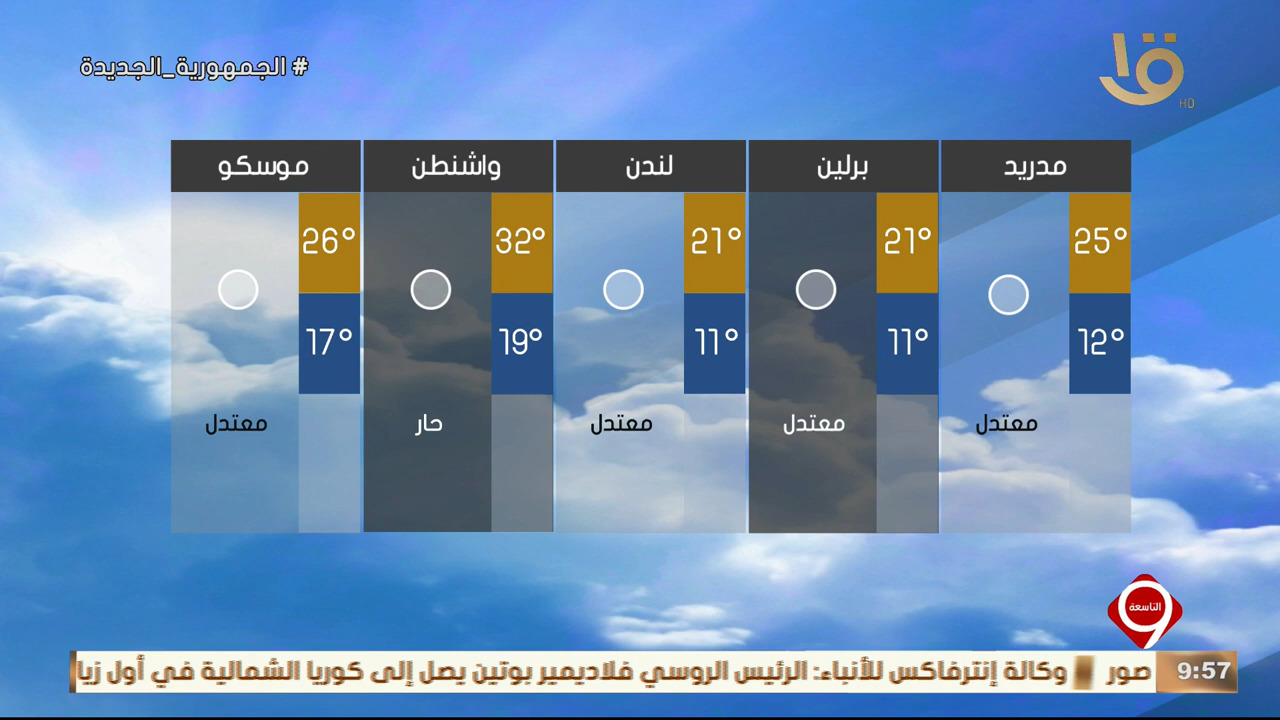 #الجمهورية_الجديدة
HD
مدريد برلين لندن واشنطن موسكو
25° 21° 21° 32° 26°
12° 11° 11° 19° 17°
معتدل معتدل معتدل حار معتدل
التاسعة
9
9:57 صور وكالة إنترفاكس للأنباء: الرئيس الروسي فلاديمير بوتين يصل إلى كوريا الشمالية في أول زيا